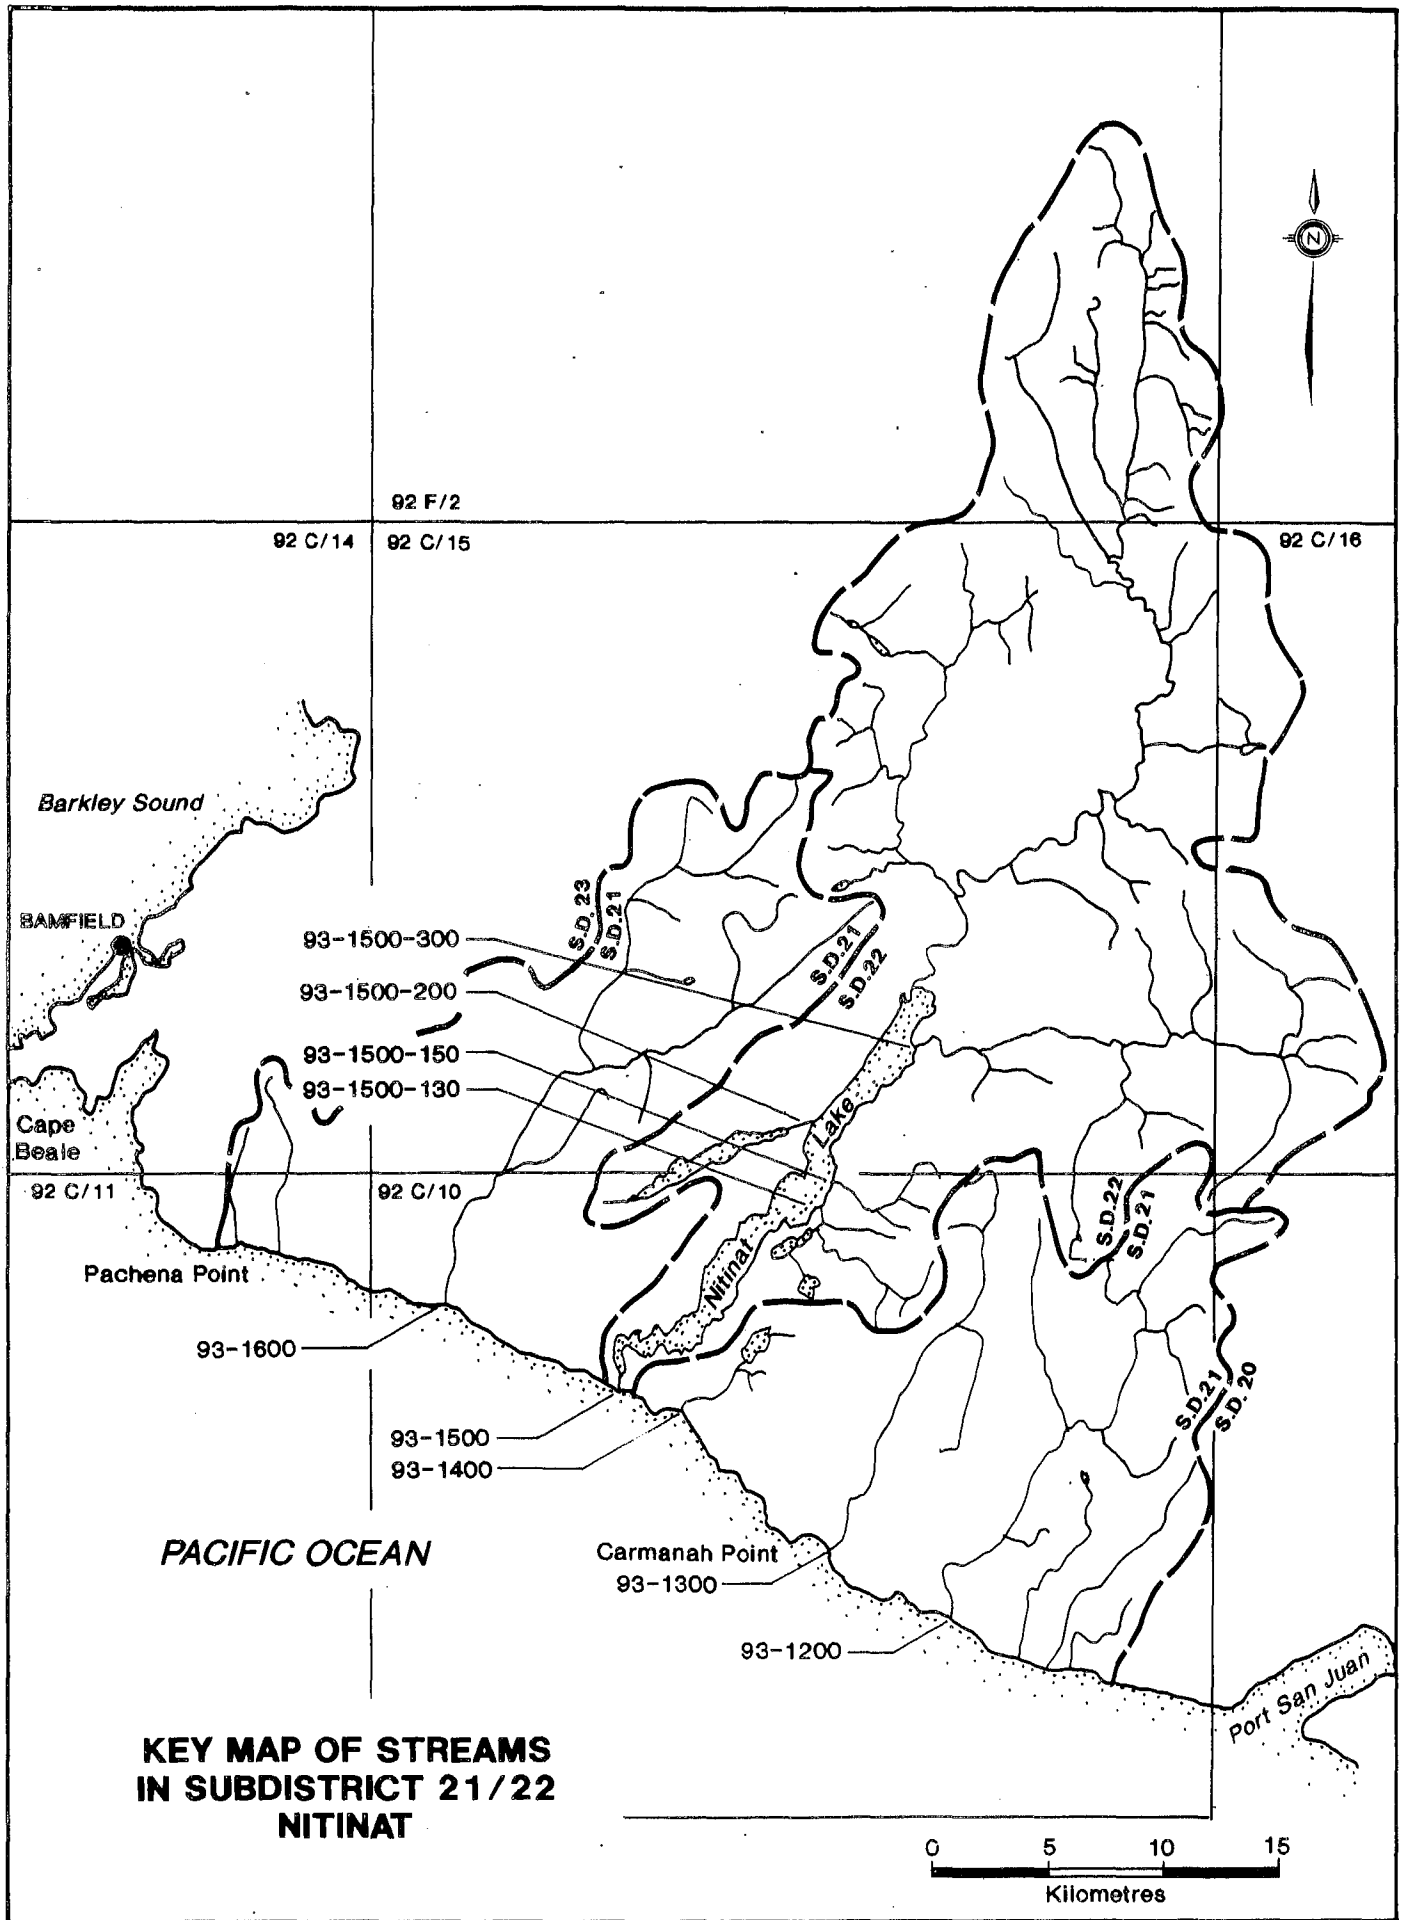 N
92 F/2
92 C/14
92 C/15
92 C/16
Barkley Sound
BAMFIELD
S.D. 23
S.D. 21
93-1500-300
S.D. 21
S.D. 22
93-1500-200
93-1500-150
93-1500-130
Lake
Cape
Beale
92 C/11
92 C/10
S.D. 22
S.D. 21
Nitinat
Pachena Point
93-1600
S.D. 21
S.D. 20
93-1500
93-1400
PACIFIC OCEAN
Carmanah Point
93-1300
93-1200
Port San Juan
KEY MAP OF STREAMS
IN SUBDISTRICT 21/22
NITINAT
0 5 10 15
Kilometres